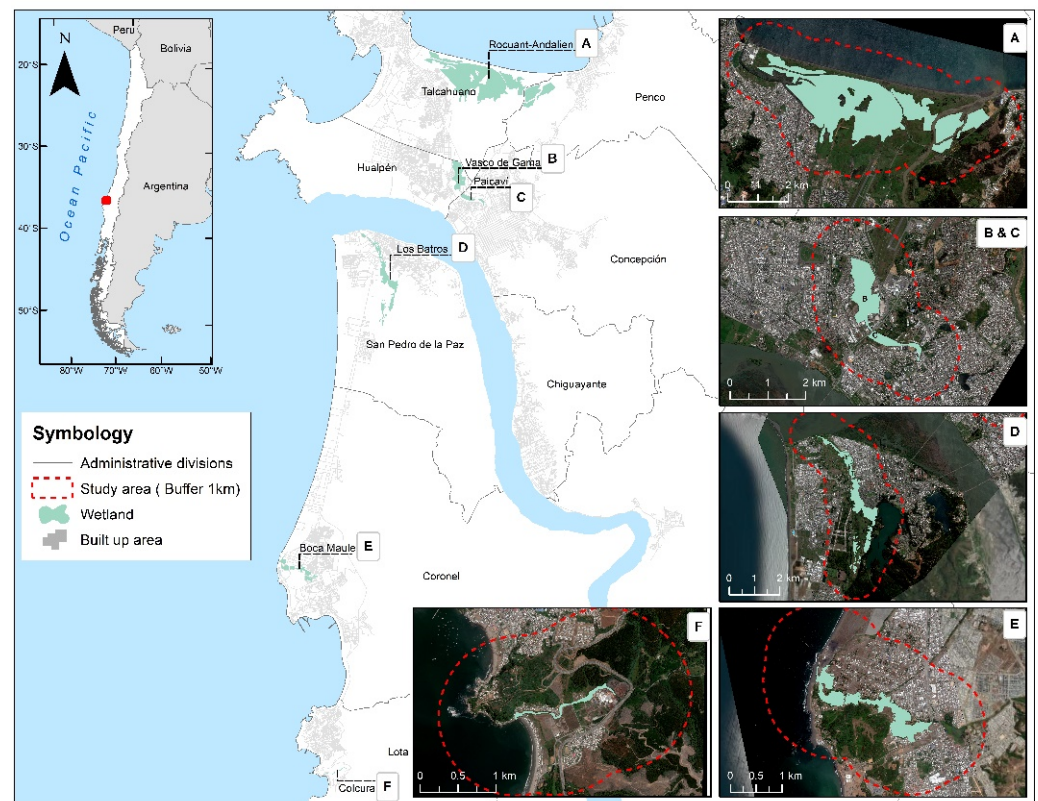 Peru
N
Bolivia
20°S
30°S
Argentina
40°S
50°S
Ocean Pacific
80°W
70°W
60°W
50°W
Symbology
Administrative divisions
Study area ( Buffer 1km)
Wetland
Built up area
Rocuant-Andalien
A
Talcahuano
Penco
Hualpén
Vasco de Gama
B
Paicaví
C
Los Batros
D
Concepción
San Pedro de la Paz
Chiguayante
Boca Maule
E
Coronel
Lota
Colcura
F
A
0 1 2 km
B & C
B
0 1 2 km
D
0 1 2 km
E
0 0.5 1 km
F
0 0.5 1 km